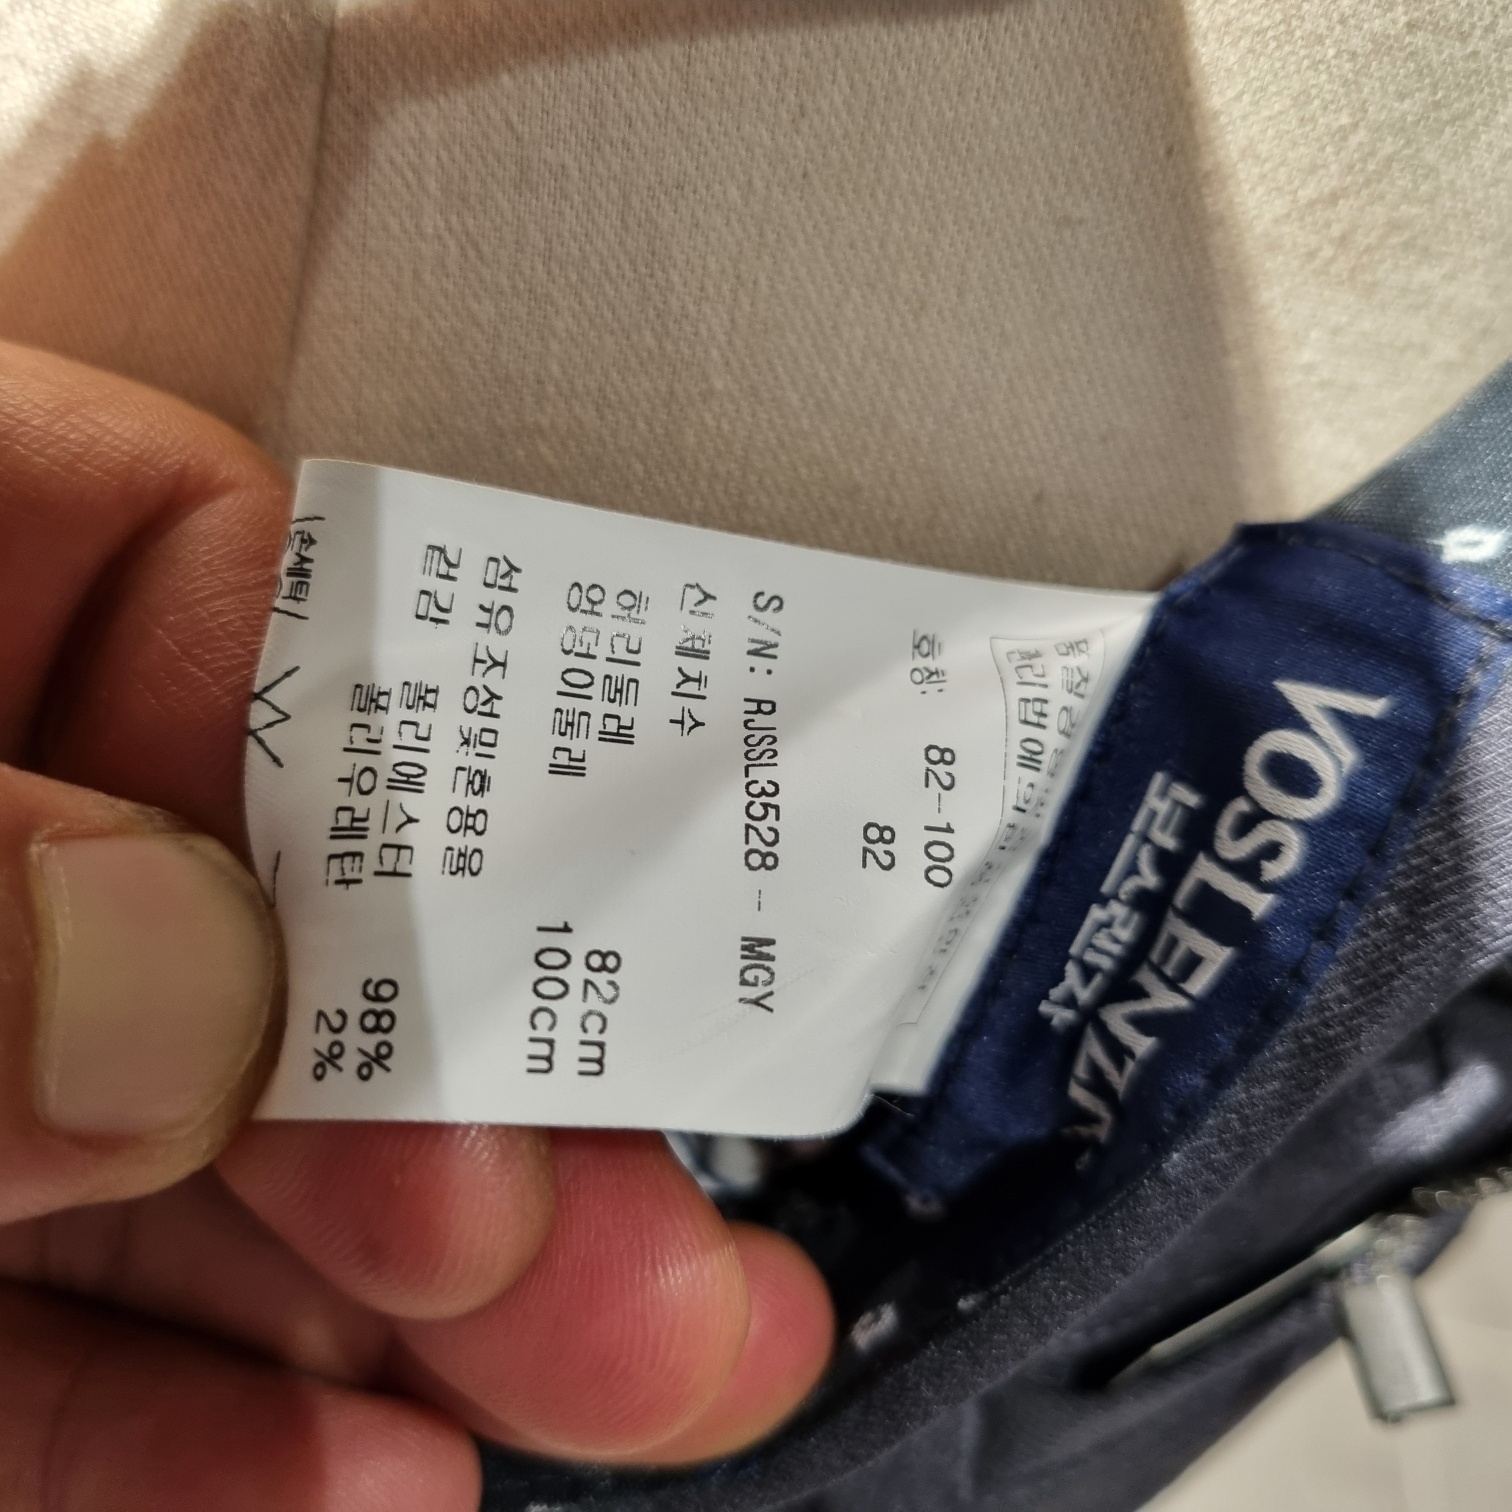 VOSLENZA
보스렌자
호칭: 82-100
82
S/N: RJSSL3528 -- MGY
신체치수
허리둘레 82cm
엉덩이둘레 100cm
섬유조성및혼용율
겉감 폴리에스터 98%
폴리우레탄 2%